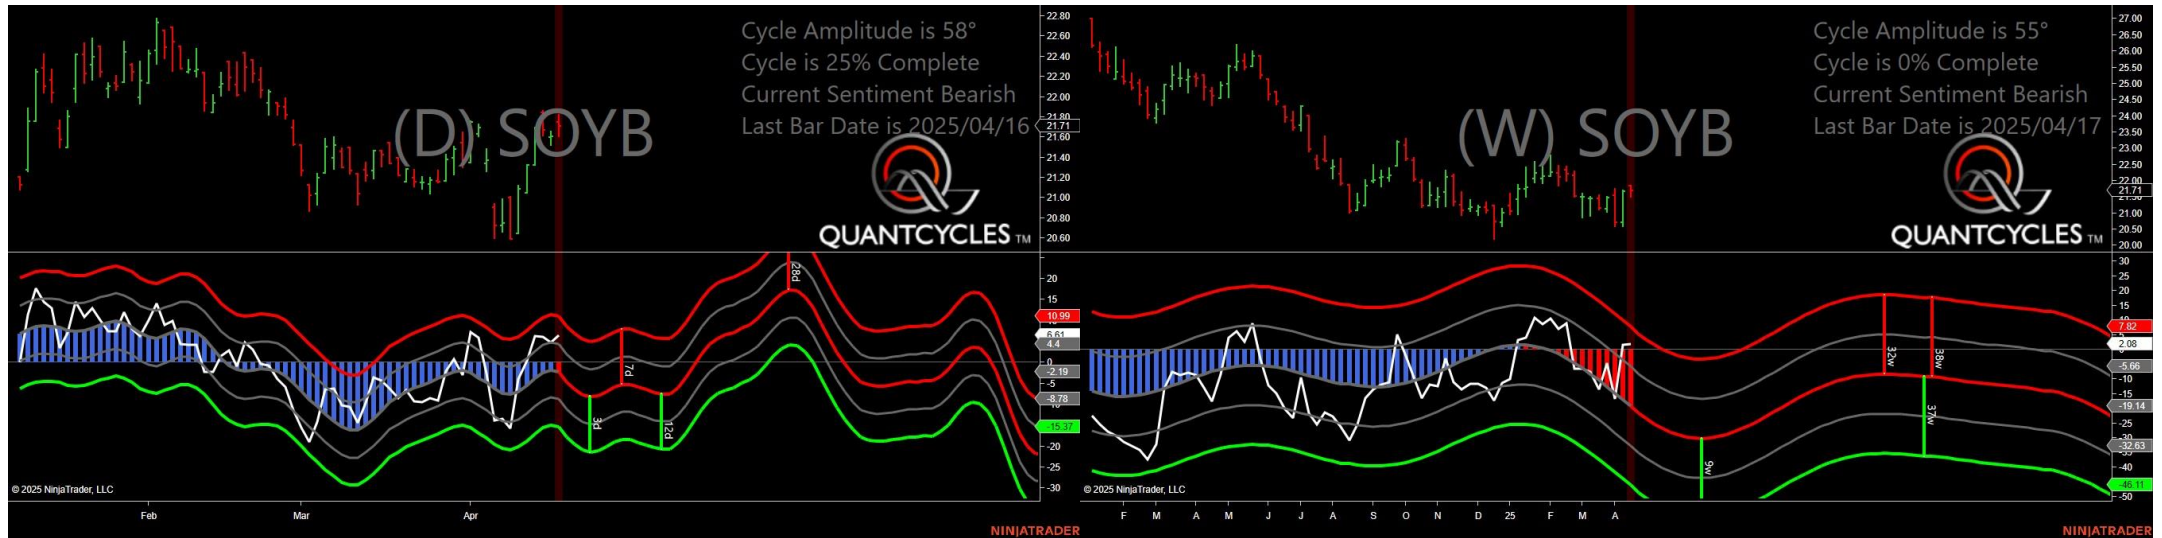 Cycle Amplitude is 58°
Cycle is 25% Complete
Current Sentiment Bearish
Last Bar Date is 2025/04/16
(D) SOYB
QUANTCYCLES TM
22.80
22.60
22.40
22.20
22.00
21.80
21.71
21.60
21.40
21.20
21.00
20.80
20.60
28d
7d
3d
12d
20
15
10.99
6.61
4.4
0
-2.19
-5
-8.78
-15.37
-20
-25
-30
© 2025 NinjaTrader, LLC
Feb
Mar
Apr
NINJATRADER
Cycle Amplitude is 55°
Cycle is 0% Complete
Current Sentiment Bearish
Last Bar Date is 2025/04/17
(W) SOYB
QUANTCYCLES TM
27.00
26.50
26.00
25.50
25.00
24.50
24.00
23.50
23.00
22.50
22.00
21.71
21.00
20.50
20.00
32w
38w
37w
9w
30
25
20
15
10
7.82
2.08
-5.66
-10
-15
-19.14
-25
-32.63
-40
-46.11
-50
© 2025 NinjaTrader, LLC
F
M
A
M
J
J
A
S
O
N
D
25
F
M
A
NINJATRADER